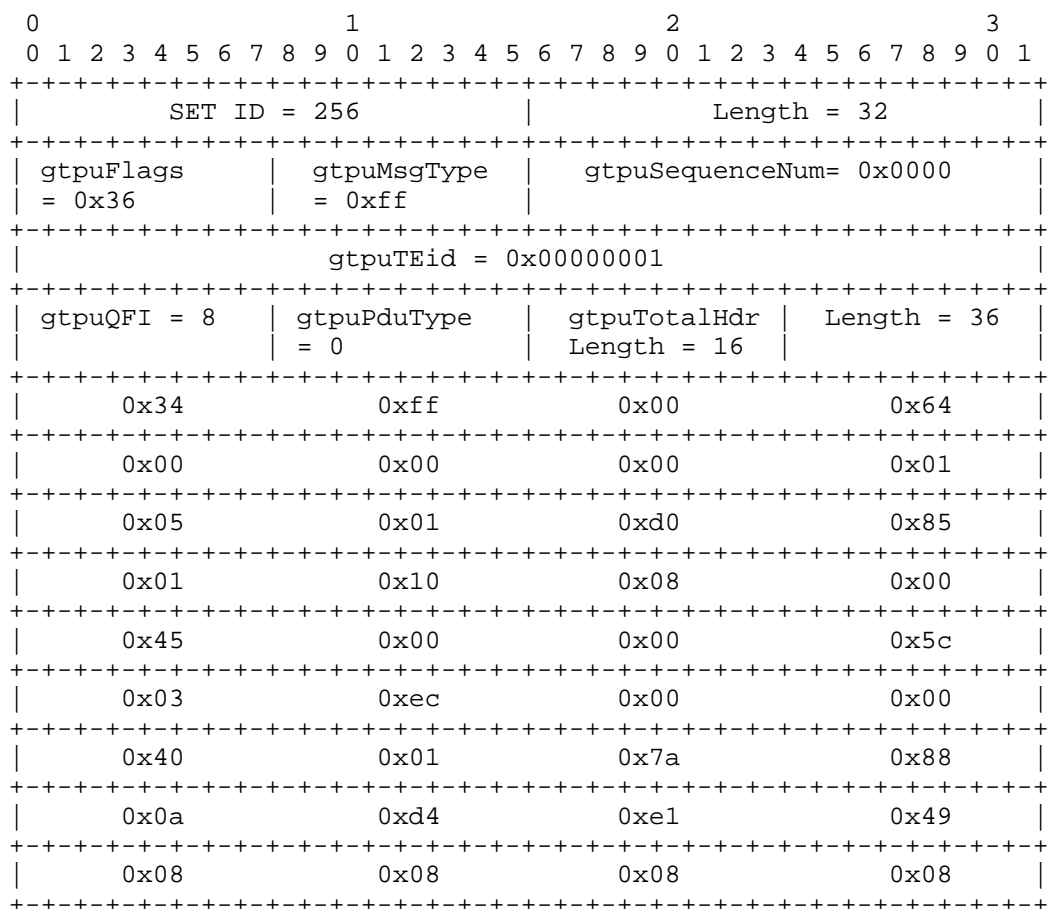 0                   1                   2                   3
 0 1 2 3 4 5 6 7 8 9 0 1 2 3 4 5 6 7 8 9 0 1 2 3 4 5 6 7 8 9 0 1
+-+-+-+-+-+-+-+-+-+-+-+-+-+-+-+-+-+-+-+-+-+-+-+-+-+-+-+-+-+-+-+-+
|         SET ID = 256          |           Length = 32         |
+-+-+-+-+-+-+-+-+-+-+-+-+-+-+-+-+-+-+-+-+-+-+-+-+-+-+-+-+-+-+-+-+
| gtpuFlags     |  gtpuMsgType  |   gtpuSequenceNum= 0x0000     |
| = 0x36        |  = 0xff       |                               |
+-+-+-+-+-+-+-+-+-+-+-+-+-+-+-+-+-+-+-+-+-+-+-+-+-+-+-+-+-+-+-+-+
|                   gtpuTEid = 0x00000001                       |
+-+-+-+-+-+-+-+-+-+-+-+-+-+-+-+-+-+-+-+-+-+-+-+-+-+-+-+-+-+-+-+-+
| gtpuQFI = 8   | gtpuPduType   |  gtpuTotalHdr |  Length = 36  |
|               | = 0           |  Length = 16  |               |
+-+-+-+-+-+-+-+-+-+-+-+-+-+-+-+-+-+-+-+-+-+-+-+-+-+-+-+-+-+-+-+-+
|      0x34            0xff           0x00             0x64     |
+-+-+-+-+-+-+-+-+-+-+-+-+-+-+-+-+-+-+-+-+-+-+-+-+-+-+-+-+-+-+-+-+
|      0x00            0x00           0x00             0x01     |
+-+-+-+-+-+-+-+-+-+-+-+-+-+-+-+-+-+-+-+-+-+-+-+-+-+-+-+-+-+-+-+-+
|      0x05            0x01           0xd0             0x85     |
+-+-+-+-+-+-+-+-+-+-+-+-+-+-+-+-+-+-+-+-+-+-+-+-+-+-+-+-+-+-+-+-+
|      0x01            0x10           0x08             0x00     |
+-+-+-+-+-+-+-+-+-+-+-+-+-+-+-+-+-+-+-+-+-+-+-+-+-+-+-+-+-+-+-+-+
|      0x45            0x00           0x00             0x5c     |
+-+-+-+-+-+-+-+-+-+-+-+-+-+-+-+-+-+-+-+-+-+-+-+-+-+-+-+-+-+-+-+-+
|      0x03            0xec           0x00             0x00     |
+-+-+-+-+-+-+-+-+-+-+-+-+-+-+-+-+-+-+-+-+-+-+-+-+-+-+-+-+-+-+-+-+
|      0x40            0x01           0x7a             0x88     |
+-+-+-+-+-+-+-+-+-+-+-+-+-+-+-+-+-+-+-+-+-+-+-+-+-+-+-+-+-+-+-+-+
|      0x0a            0xd4           0xe1             0x49     |
+-+-+-+-+-+-+-+-+-+-+-+-+-+-+-+-+-+-+-+-+-+-+-+-+-+-+-+-+-+-+-+-+
|      0x08            0x08           0x08             0x08     |
+-+-+-+-+-+-+-+-+-+-+-+-+-+-+-+-+-+-+-+-+-+-+-+-+-+-+-+-+-+-+-+-+